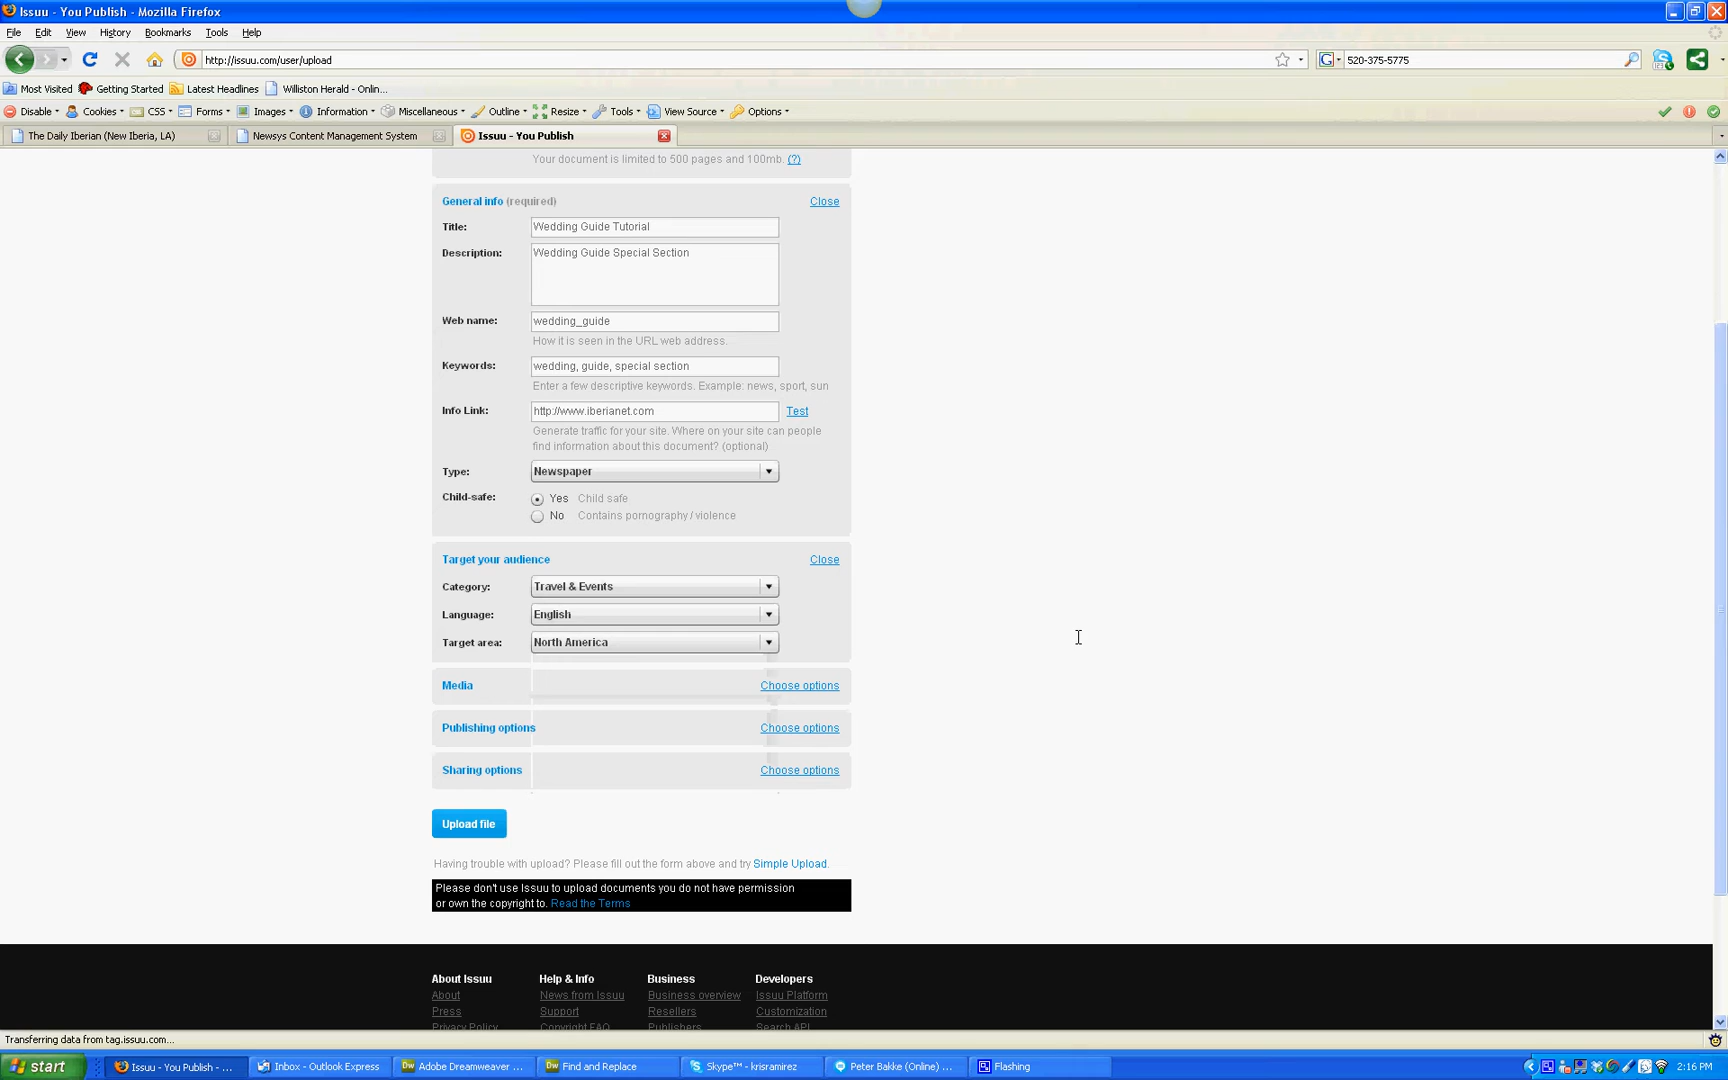 Issuu - You Publish - Mozilla Firefox
File Edit View History Bookmarks Tools Help
http://issuu.com/user/upload
520-375-5775
Most Visited Getting Started Latest Headlines Williston Herald - Onlin...
Disable Cookies CSS Forms Images Information Miscellaneous Outline Resize Tools View Source Options
The Daily Iberian (New Iberia, LA) Newsys Content Management System Issuu - You Publish
Your document is limited to 500 pages and 100mb. (?)
General info (required) Close
Title: Wedding Guide Tutorial
Description: Wedding Guide Special Section
Web name: wedding_guide
How it is seen in the URL web address.
Keywords: wedding, guide, special section
Enter a few descriptive keywords. Example: news, sport, sun
Info Link: http://www.iberianet.com Test
Generate traffic for your site. Where on your site can people
find information about this document? (optional)
Type: Newspaper
Child-safe: Yes Child safe
No Contains pornography / violence
Target your audience Close
Category: Travel & Events
Language: English
Target area: North America
Media Choose options
Publishing options Choose options
Sharing options Choose options
Upload file
Having trouble with upload? Please fill out the form above and try Simple Upload.
Please don't use Issuu to upload documents you do not have permission
or own the copyright to. Read the Terms
About Issuu Help & Info Business Developers
About News from Issuu Business overview Issuu Platform
Press Support Resellers Customization
Privacy Policy Copyright FAQ Publishers Search API
Transferring data from tag.issuu.com...
start Issuu - You Publish - ... Inbox - Outlook Express Adobe Dreamweaver ... Find and Replace Skype™ - krisramirez Peter Bakke (Online) ... Flashing 2:16 PM